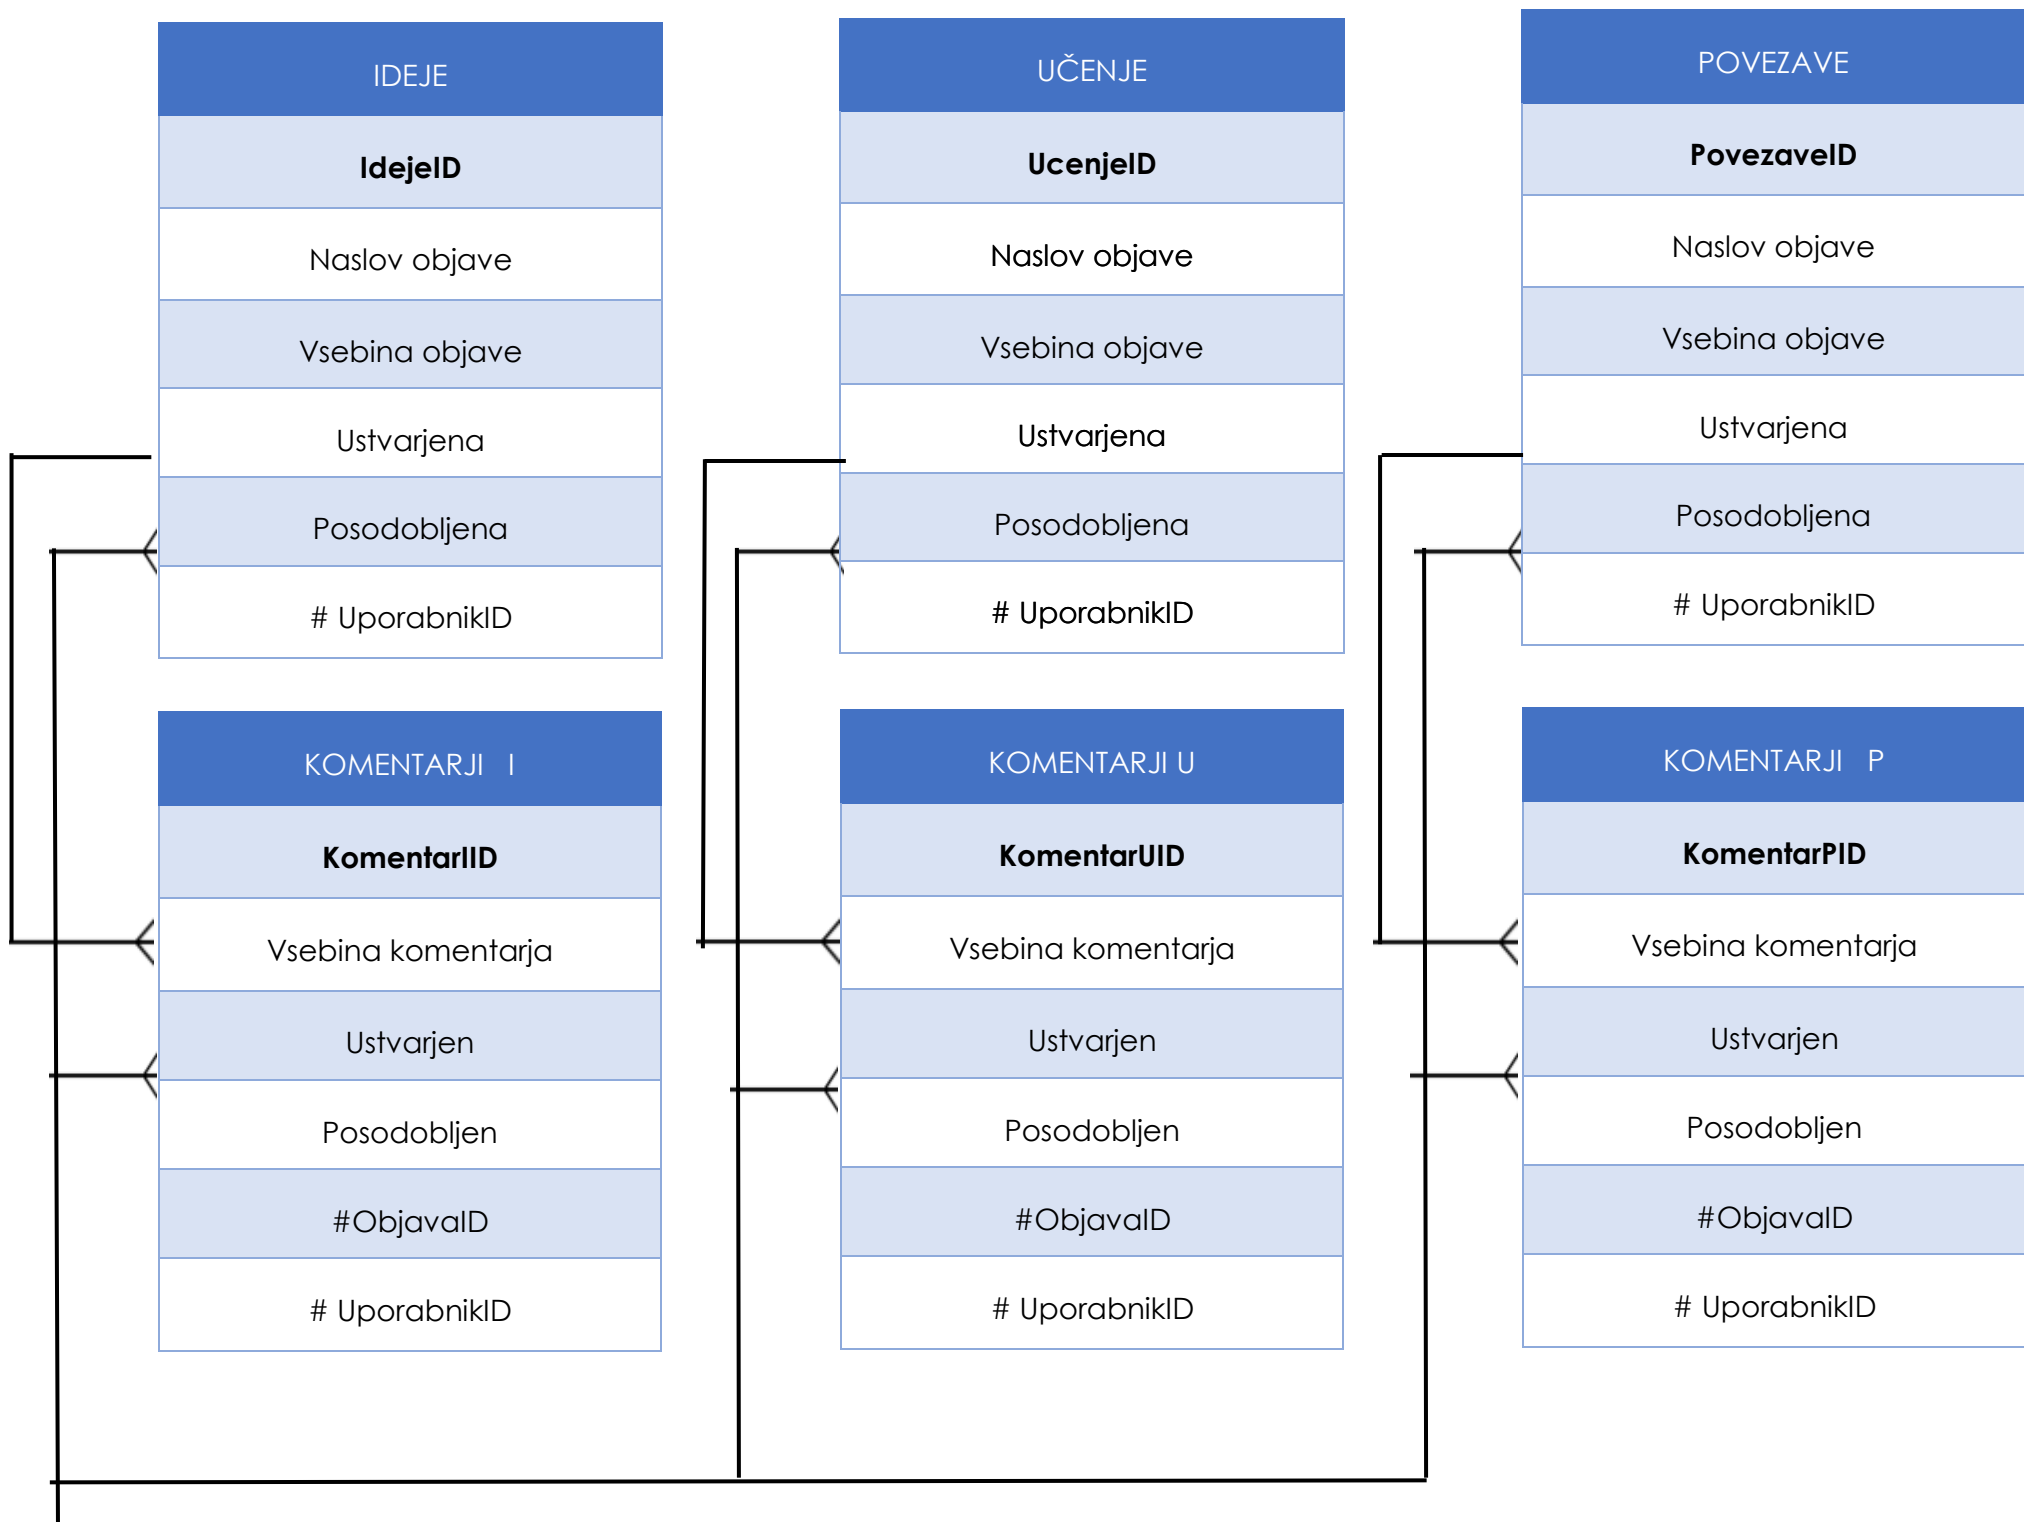 IDEJE
IdejeID
Naslov objave
Vsebina objave
Ustvarjena
Posodobljena
# UporabnikID
UČENJE
UcenjeID
Naslov objave
Vsebina objave
Ustvarjena
Posodobljena
# UporabnikID
POVEZAVE
PovezaveID
Naslov objave
Vsebina objave
Ustvarjena
Posodobljena
# UporabnikID
KOMENTARJI I
KomentarIID
Vsebina komentarja
Ustvarjen
Posodobljen
#ObjavaID
# UporabnikID
KOMENTARJI U
KomentarUID
Vsebina komentarja
Ustvarjen
Posodobljen
#ObjavaID
# UporabnikID
KOMENTARJI P
KomentarPID
Vsebina komentarja
Ustvarjen
Posodobljen
#ObjavaID
# UporabnikID